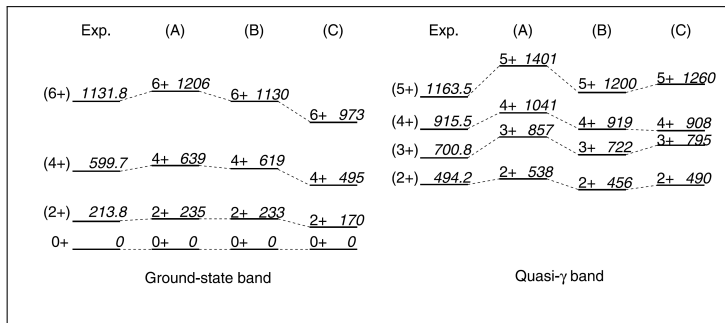 Exp. (A) (B) (C) Exp. (A) (B) (C)
(6+) 1131.8 6+ 1206 6+ 1130 6+ 973
(4+) 599.7 4+ 639 4+ 619 4+ 495
(2+) 213.8 2+ 235 2+ 233 2+ 170
0+ 0 0+ 0 0+ 0 0+ 0
Ground-state band
(5+) 1163.5 5+ 1401 5+ 1200 5+ 1260
(4+) 915.5 4+ 1041 4+ 919 4+ 908
(3+) 700.8 3+ 857 3+ 722 3+ 795
(2+) 494.2 2+ 538 2+ 456 2+ 490
Quasi-γ band